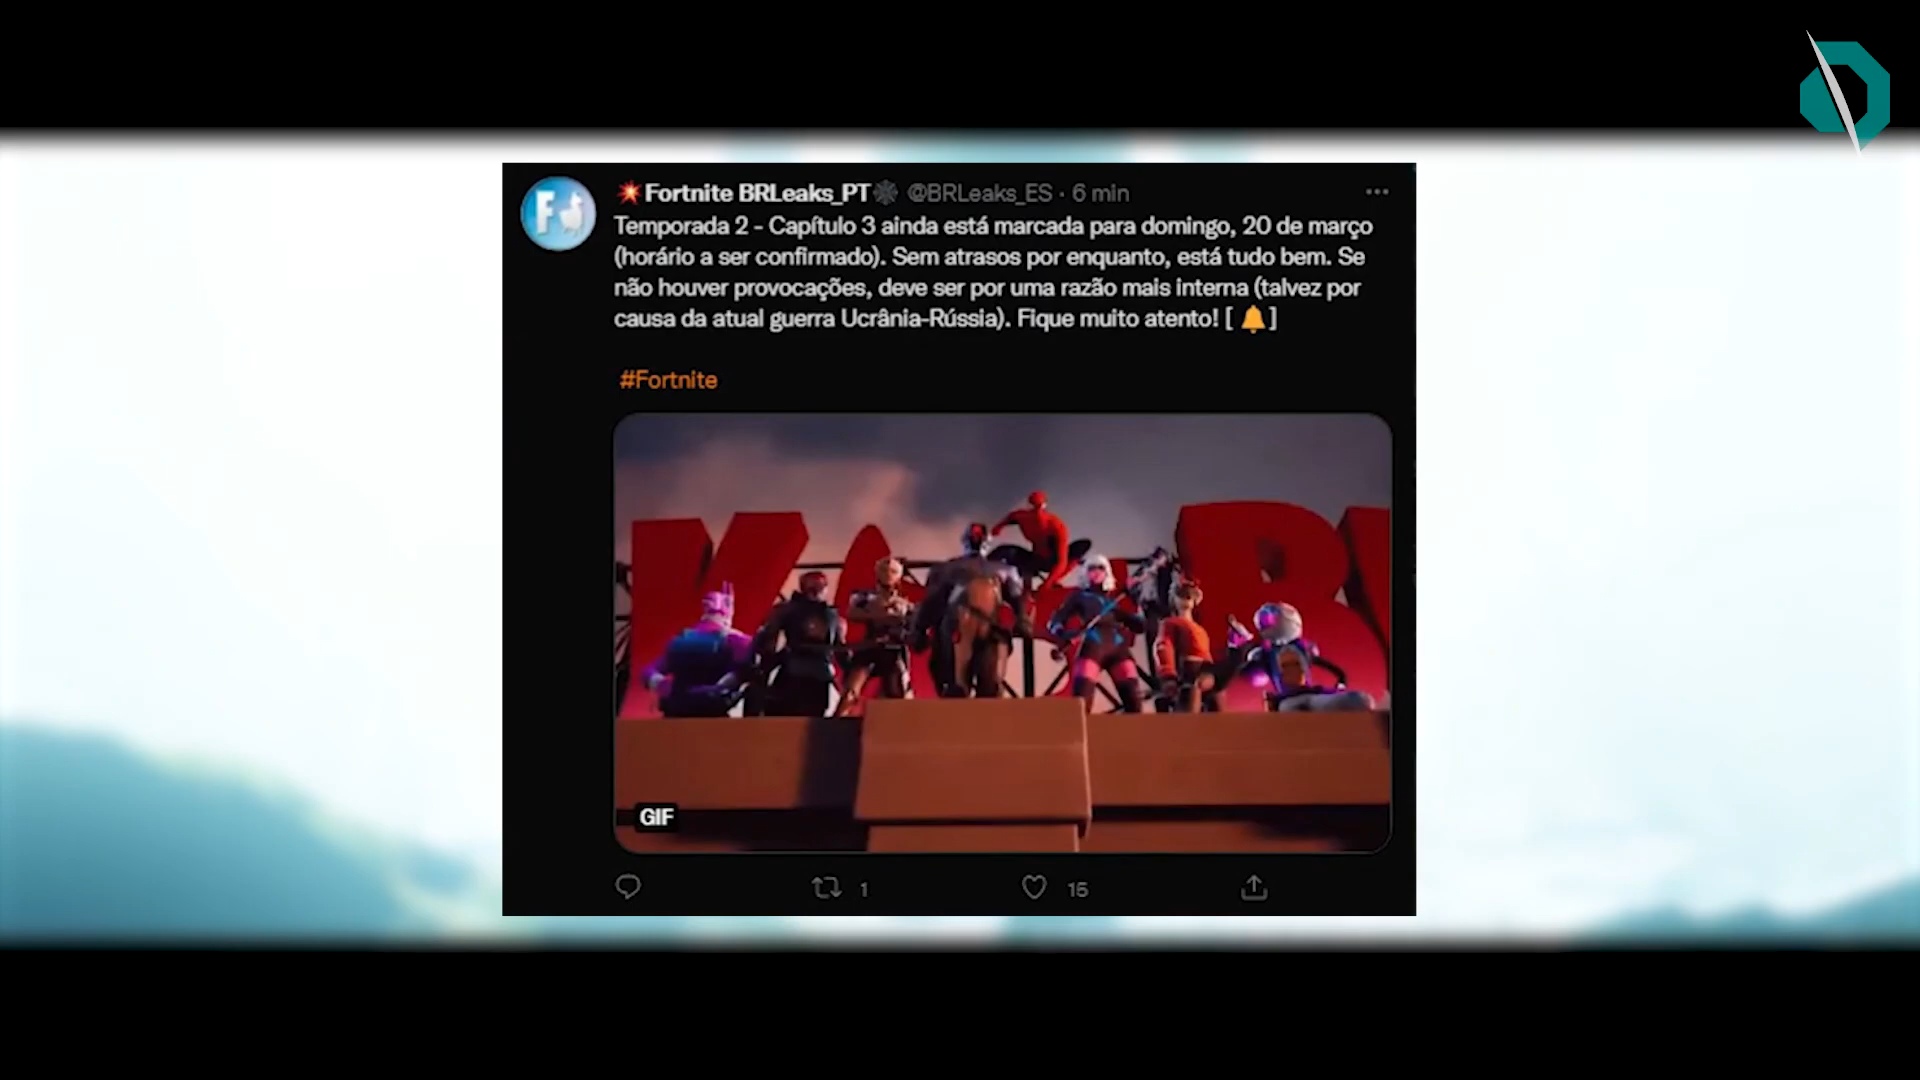 Fortnite BRLeaks_PT @BRLeaks_ES · 6 min
Temporada 2 - Capítulo 3 ainda está marcada para domingo, 20 de março
(horário a ser confirmado). Sem atrasos por enquanto, está tudo bem. Se
não houver provocações, deve ser por uma razão mais interna (talvez por
causa da atual guerra Ucrânia-Rússia). Fique muito atento! [ 🔔]
#Fortnite
GIF
1
15